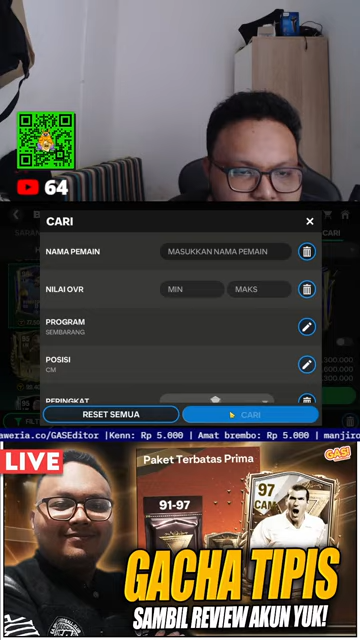 64
CARI
NAMA PEMAIN
MASUKKAN NAMA PEMAIN
NILAI OVR
MIN
MAKS
PROGRAM
SEMBARANG
POSISI
CM
PERINGKAT
RESET SEMUA
CARI
aweria.co/GASEditor |Kenn: Rp 5.000 | Amat brembo: Rp 5.000 | manjiro
LIVE
Paket Terbatas Prima
GAS!
91-97
97
CAM
GACHA TIPIS
SAMBIL REVIEW AKUN YUK!